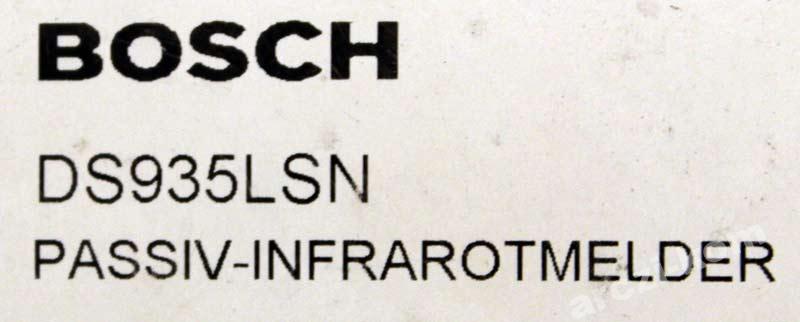 BOSCH
DS935LSN
PASSIV-INFRAROTMELDER